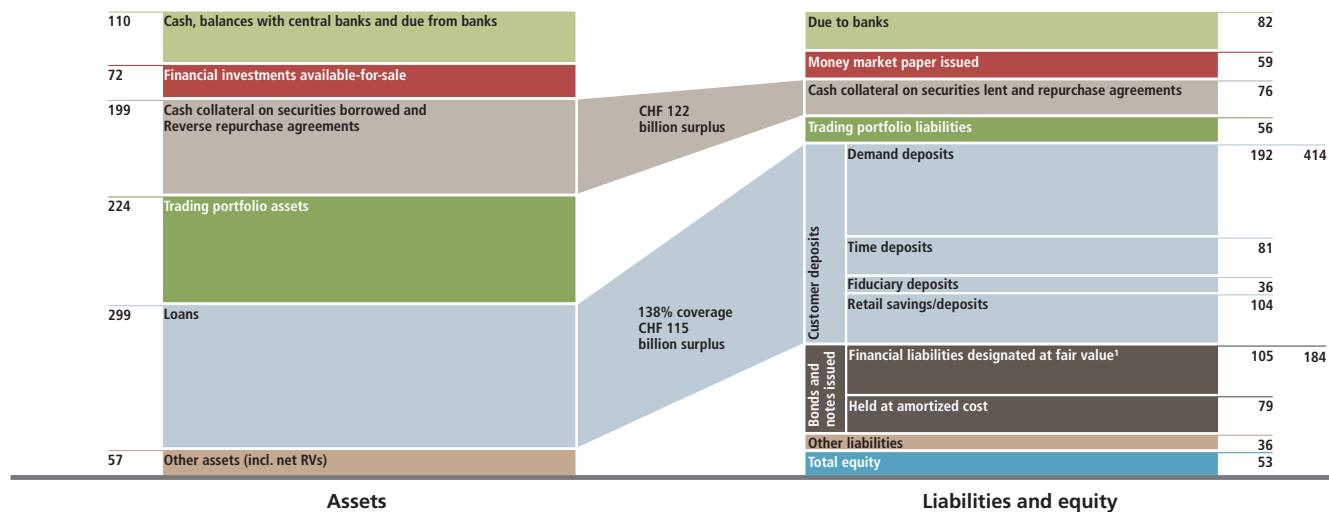 110 Cash, balances with central banks and due from banks
72 Financial investments available-for-sale
199 Cash collateral on securities borrowed and
Reverse repurchase agreements
224 Trading portfolio assets
299 Loans
57 Other assets (incl. net RVs)
CHF 122
billion surplus
138% coverage
CHF 115
billion surplus
Due to banks 82
Money market paper issued 59
Cash collateral on securities lent and repurchase agreements 76
Trading portfolio liabilities 56
Customer deposits
Demand deposits 192 414
Time deposits 81
Fiduciary deposits 36
Retail savings/deposits 104
Bonds and
notes issued
Financial liabilities designated at fair value¹ 105 184
Held at amortized cost 79
Other liabilities 36
Total equity 53
Assets
Liabilities and equity